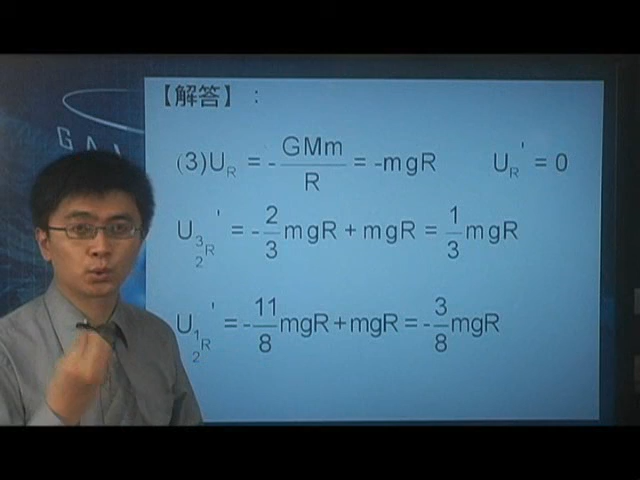 【解答】：
(3)U_R = -GMm/R = -mgR  U_R' = 0
U_{3/2 R}' = -2/3 mgR + mgR = 1/3 mgR
U_{1/2 R}' = -11/8 mgR+mgR = -3/8 mgR